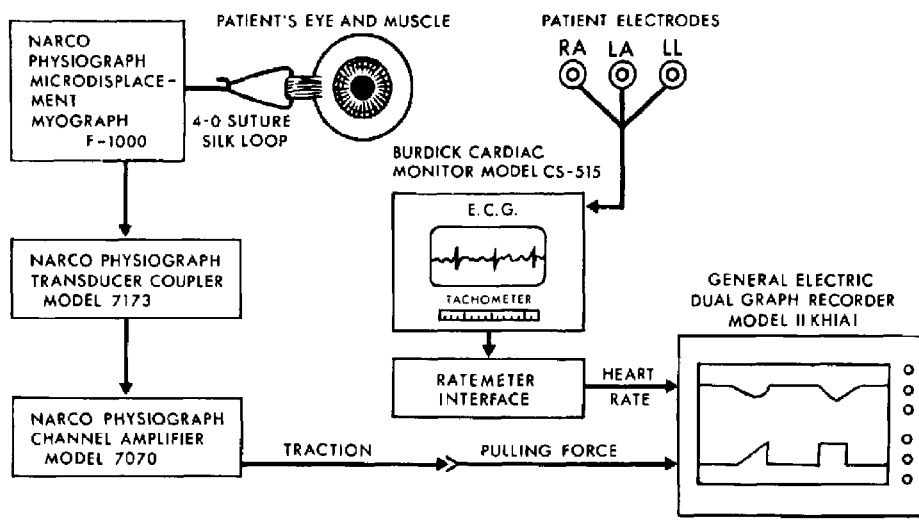 NARCO
PHYSIOGRAPH
MICRODISPLACE-
MENT
MYOGRAPH
F-1000
PATIENT'S EYE AND MUSCLE
4-0 SUTURE
SILK LOOP
PATIENT ELECTRODES
RA LA LL
BURDICK CARDIAC
MONITOR MODEL CS-515
E.C.G.
TACHOMETER
NARCO PHYSIOGRAPH
TRANSDUCER COUPLER
MODEL 7173
GENERAL ELECTRIC
DUAL GRAPH RECORDER
MODEL IIKHIAI
RATEMETER
INTERFACE
HEART
RATE
NARCO PHYSIOGRAPH
CHANNEL AMPLIFIER
MODEL 7070
TRACTION
PULLING FORCE